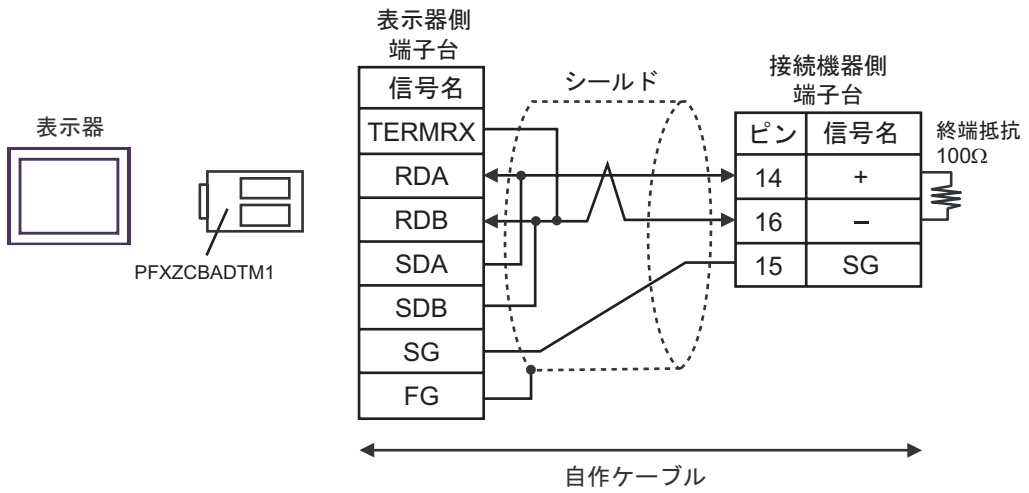 表示器
PFXZCBADTM1
表示器側
端子台
信号名
TERMRX
RDA
RDB
SDA
SDB
SG
FG
シールド
接続機器側
端子台
ピン 信号名
14 +
16 −
15 SG
終端抵抗
100Ω
自作ケーブル